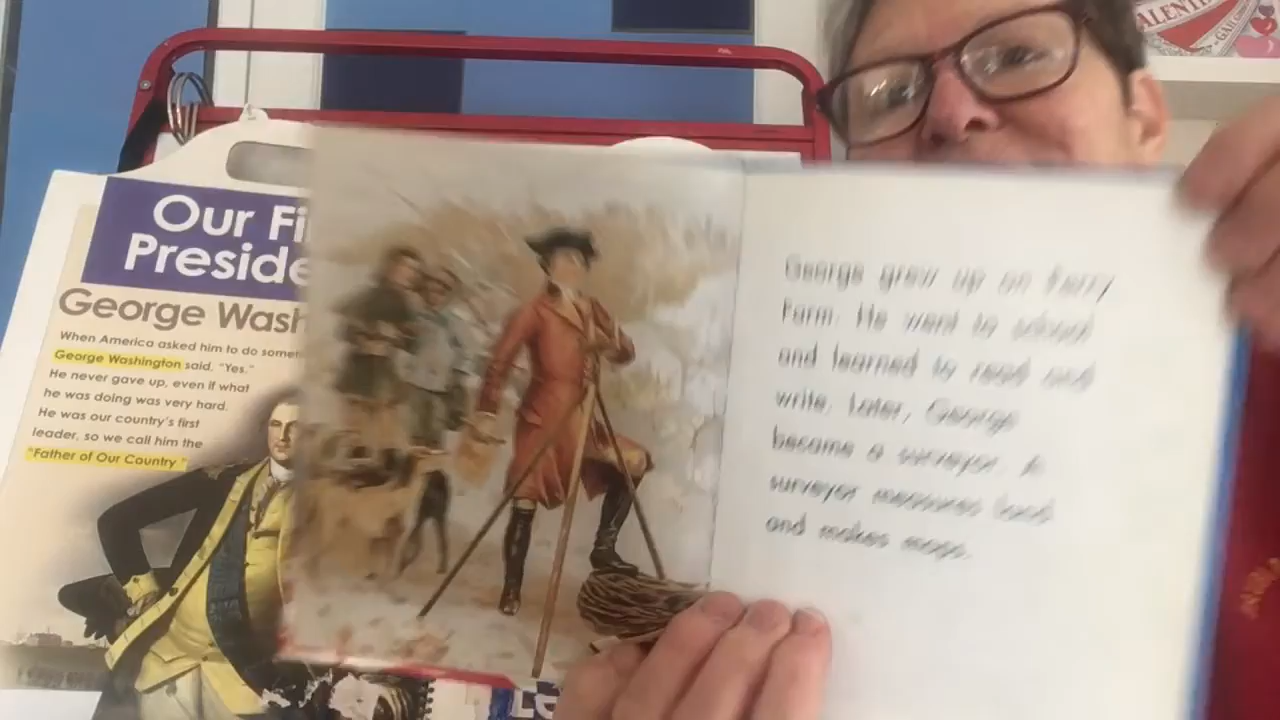 Our Fi
Preside
George Wash
When America asked him to do someti
George Washington said, "Yes."
He never gave up, even if what
he was doing was very hard.
He was our country's first
leader, so we call him the
"Father of Our Country"
George grew up on Ferry
Farm. He went to school
and learned to read and
write. Later, George
became a surveyor. A
surveyor measures land
and makes maps.